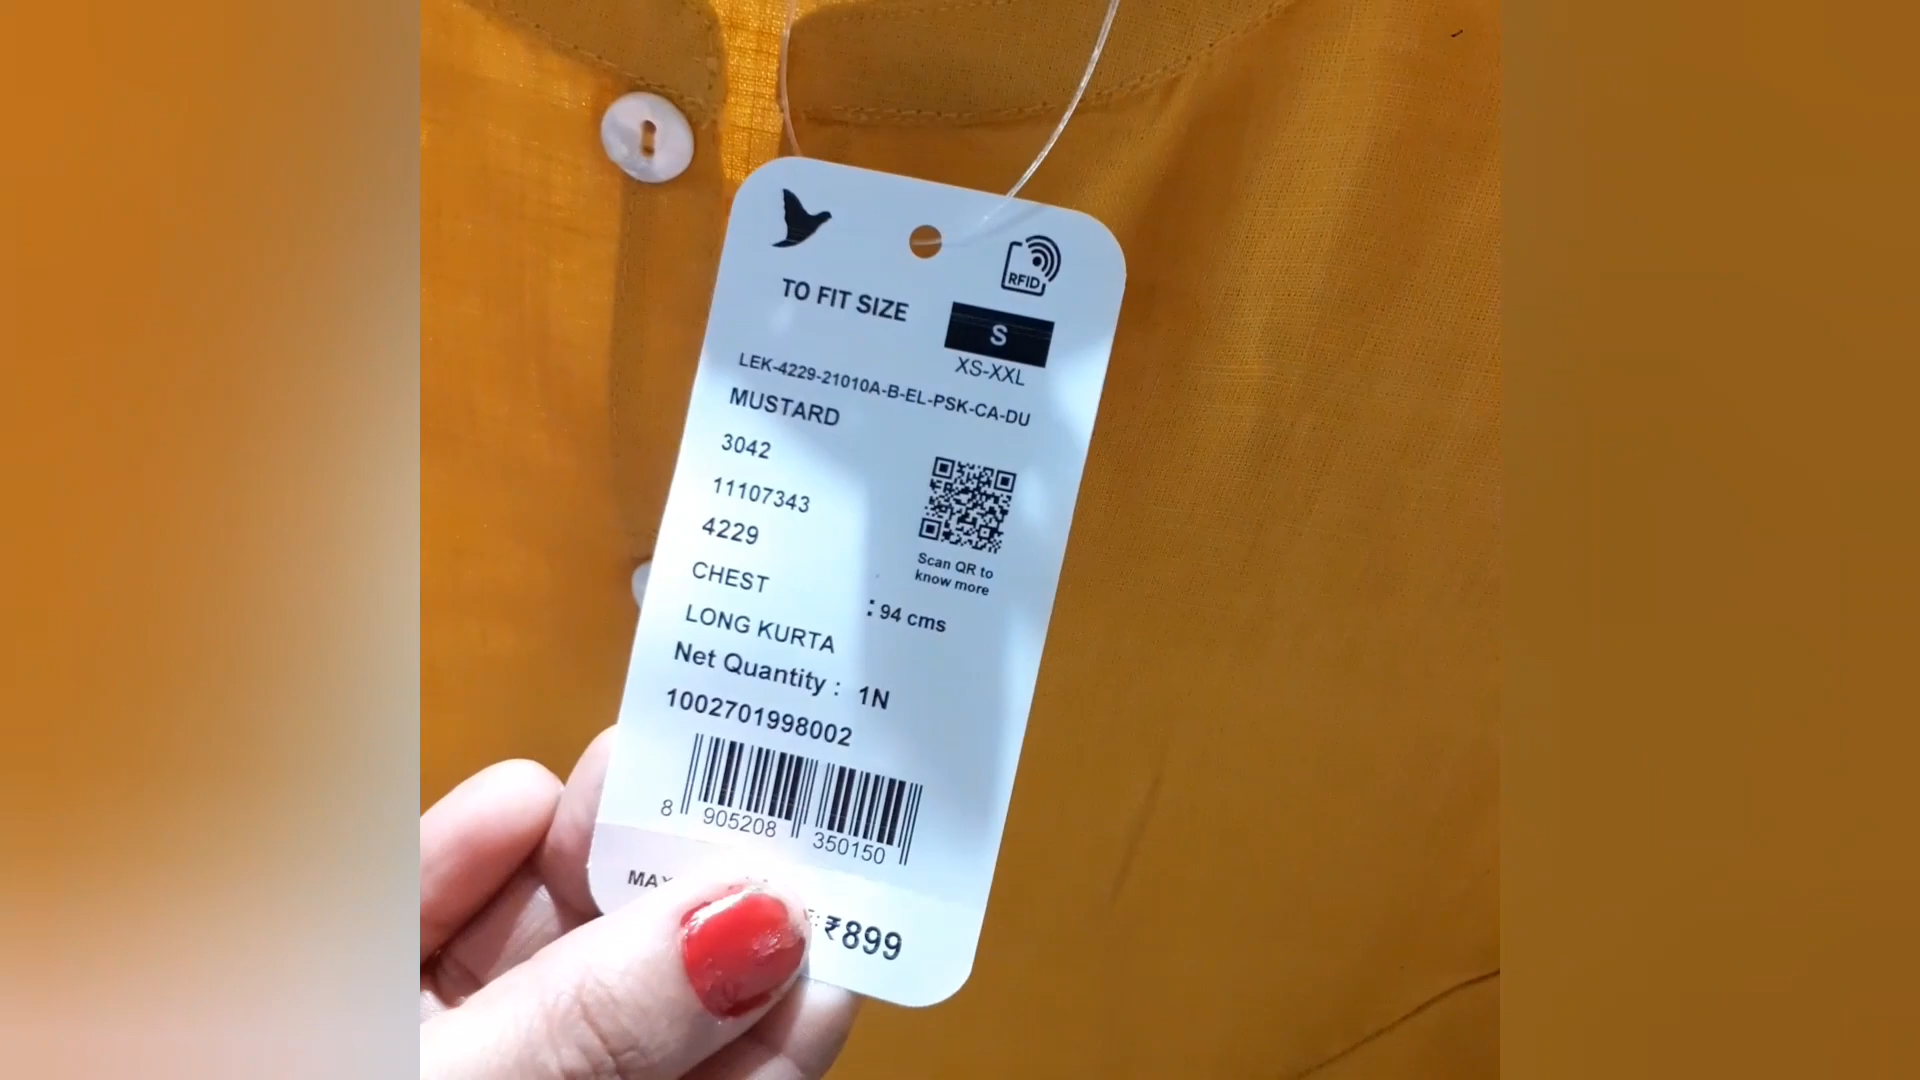 RFID
TO FIT SIZE
S
XS-XXL
LEK-4229-21010A-B-EL-PSK-CA-DU
MUSTARD
3042
11107343
4229
Scan QR to
know more
CHEST : 94 cms
LONG KURTA
Net Quantity : 1N
1002701998002
8 905208 350150
₹899